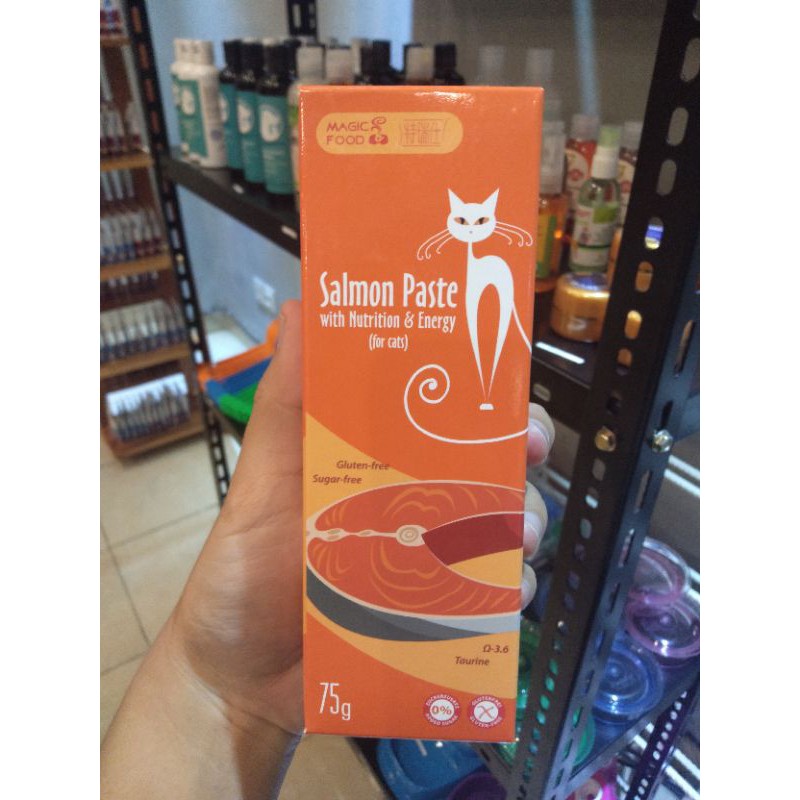 MAGIC
FOOD
Salmon Paste
with Nutrition & Energy
(for cats)
Gluten-free
Sugar-free
Ω-3.6
Taurine
75g
0%